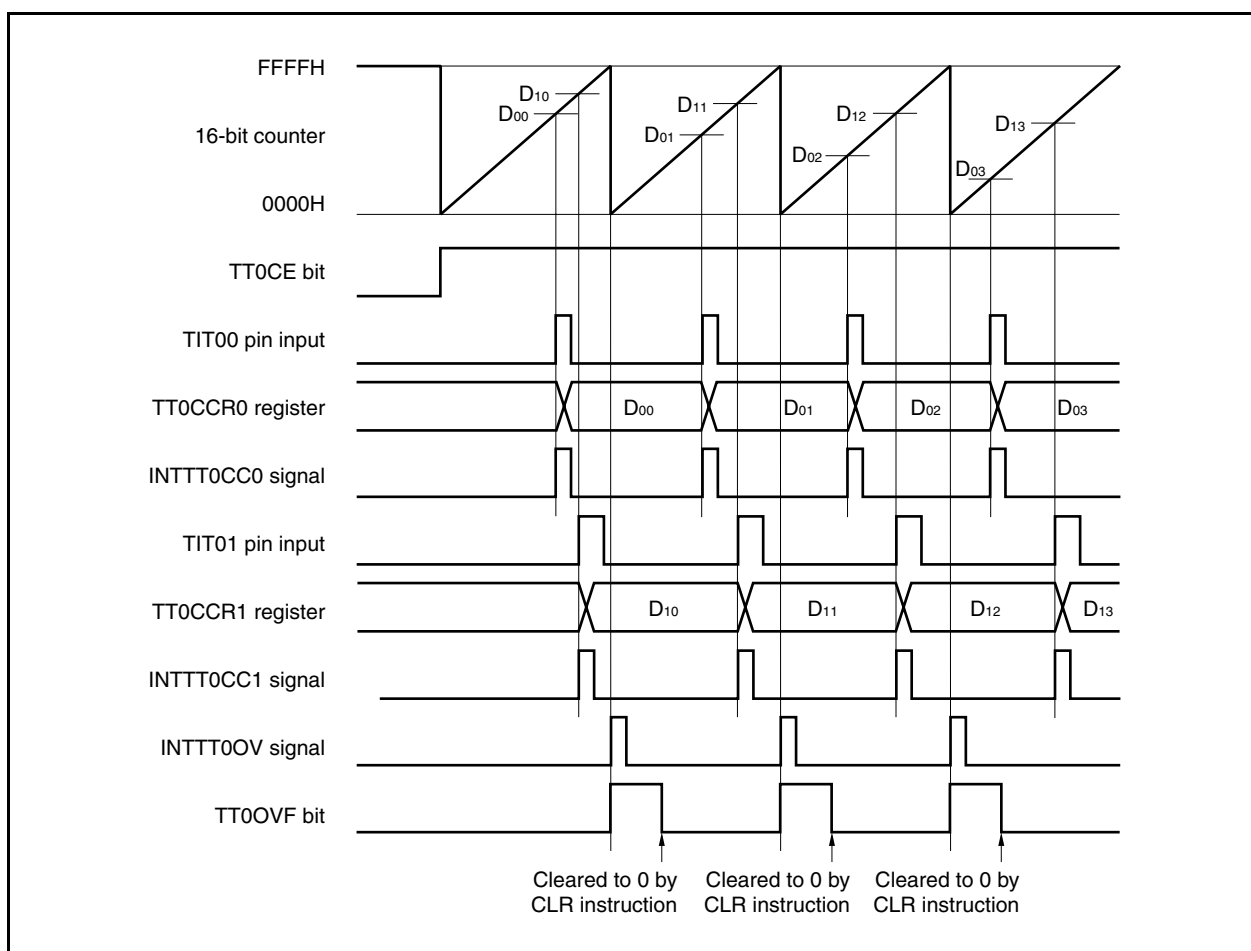 FFFFH
D10
D00
D11
D01
D12
D02
D13
D03
16-bit counter
0000H
TT0CE bit
TIT00 pin input
TT0CCR0 register
D00
D01
D02
D03
INTTT0CC0 signal
TIT01 pin input
TT0CCR1 register
D10
D11
D12
D13
INTTT0CC1 signal
INTTT0OV signal
TT0OVF bit
Cleared to 0 by
CLR instruction
Cleared to 0 by
CLR instruction
Cleared to 0 by
CLR instruction